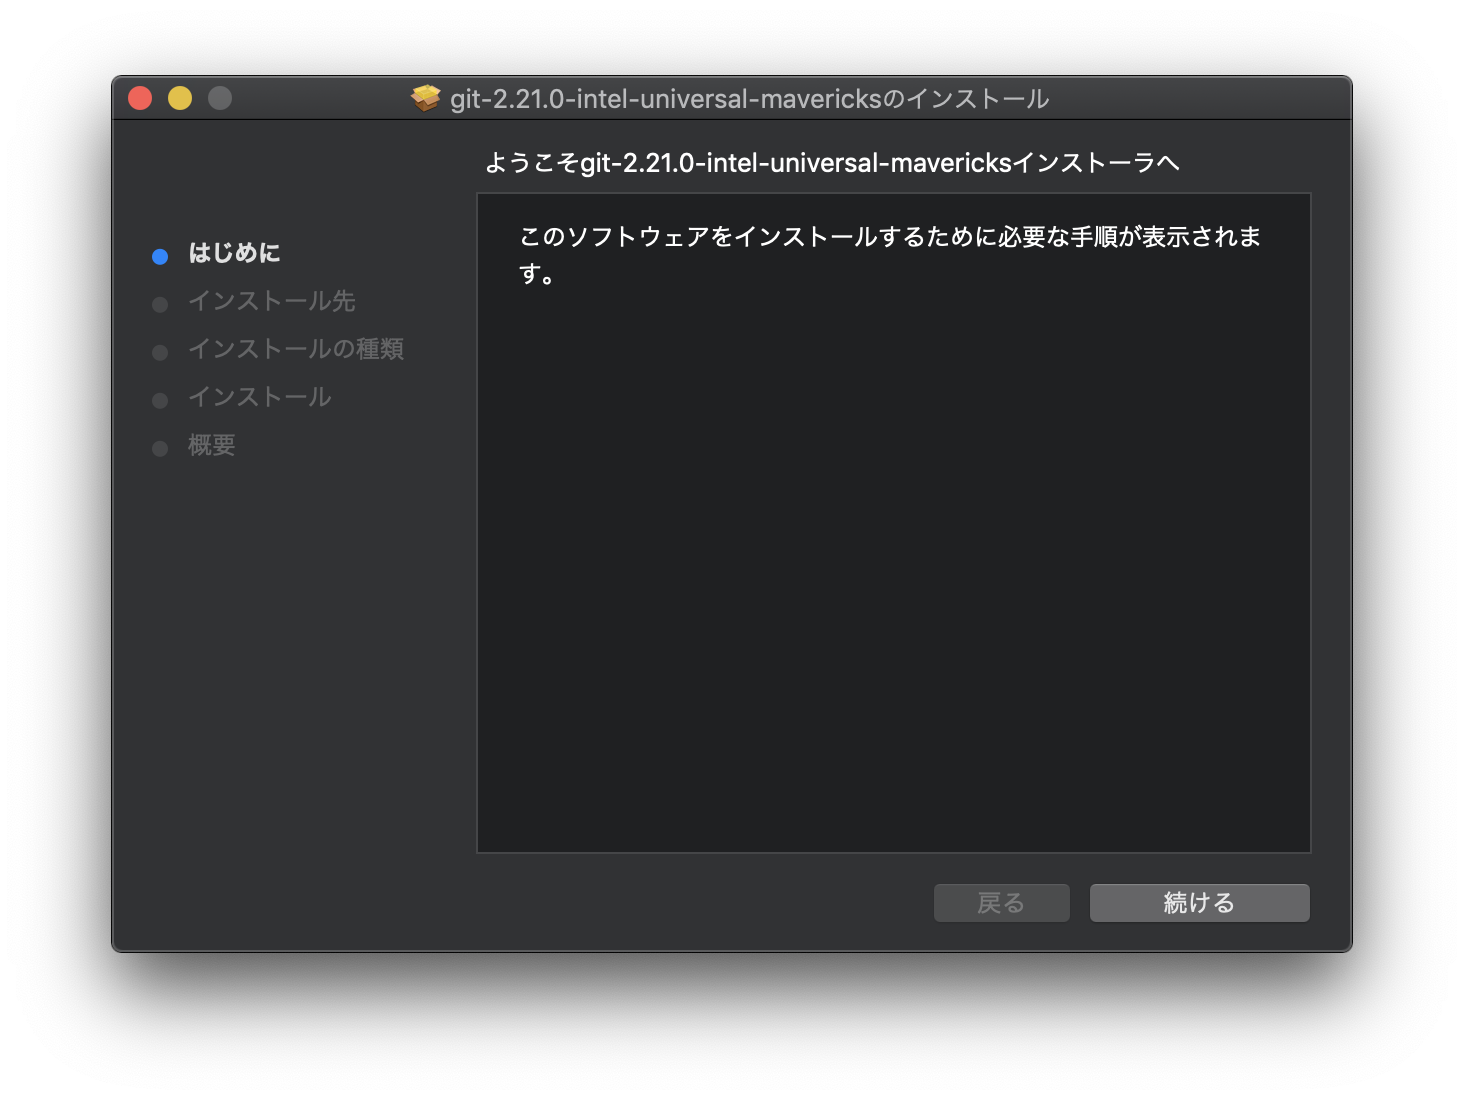 git-2.21.0-intel-universal-mavericksのインストール
ようこそgit-2.21.0-intel-universal-mavericksインストーラへ
はじめに
インストール先
インストールの種類
インストール
概要
このソフトウェアをインストールするために必要な手順が表示されま
す。
戻る
続ける